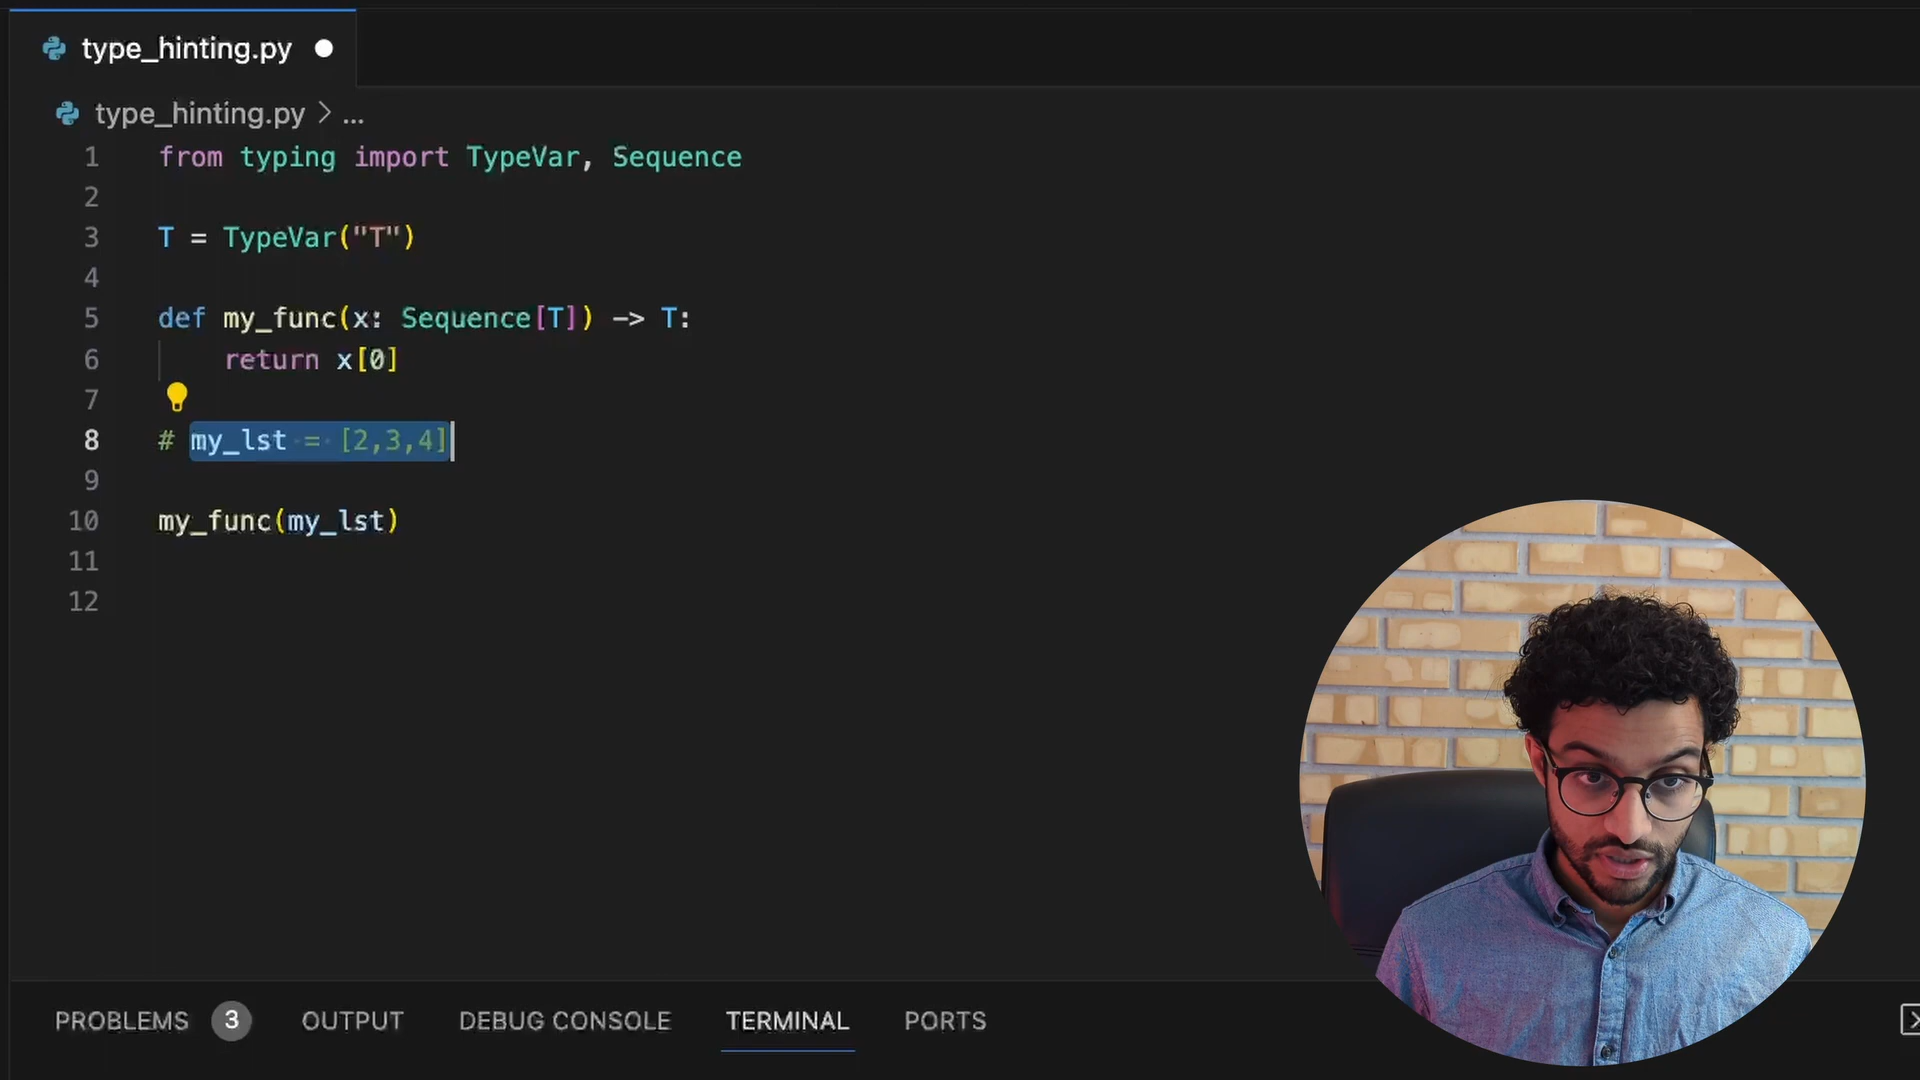 type_hinting.py
type_hinting.py > ...
1 from typing import TypeVar, Sequence
2
3 T = TypeVar("T")
4
5 def my_func(x: Sequence[T]) -> T:
6 return x[0]
7
8 # my_lst = [2,3,4]
9
10 my_func(my_lst)
11
12
PROBLEMS 3 OUTPUT DEBUG CONSOLE TERMINAL PORTS